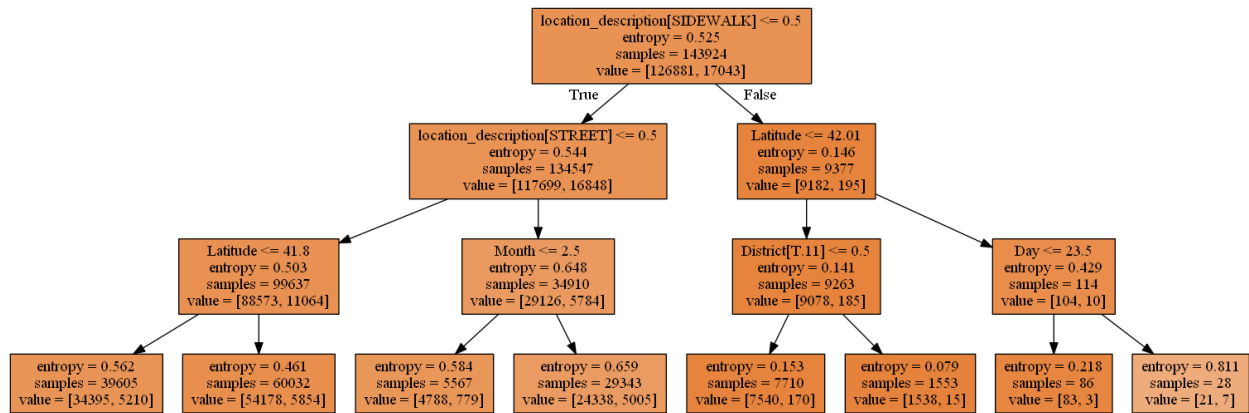 location_description[SIDEWALK] <= 0.5
entropy = 0.525
samples = 143924
value = [126881, 17043]
True
False
location_description[STREET] <= 0.5
entropy = 0.544
samples = 134547
value = [117699, 16848]
Latitude <= 42.01
entropy = 0.146
samples = 9377
value = [9182, 195]
Latitude <= 41.8
entropy = 0.503
samples = 99637
value = [88573, 11064]
Month <= 2.5
entropy = 0.648
samples = 34910
value = [29126, 5784]
District[T.11] <= 0.5
entropy = 0.141
samples = 9263
value = [9078, 185]
Day <= 23.5
entropy = 0.429
samples = 114
value = [104, 10]
entropy = 0.562
samples = 39605
value = [34395, 5210]
entropy = 0.461
samples = 60032
value = [54178, 5854]
entropy = 0.584
samples = 5567
value = [4788, 779]
entropy = 0.659
samples = 29343
value = [24338, 5005]
entropy = 0.153
samples = 7710
value = [7540, 170]
entropy = 0.079
samples = 1553
value = [1538, 15]
entropy = 0.218
samples = 86
value = [83, 3]
entropy = 0.811
samples = 28
value = [21, 7]